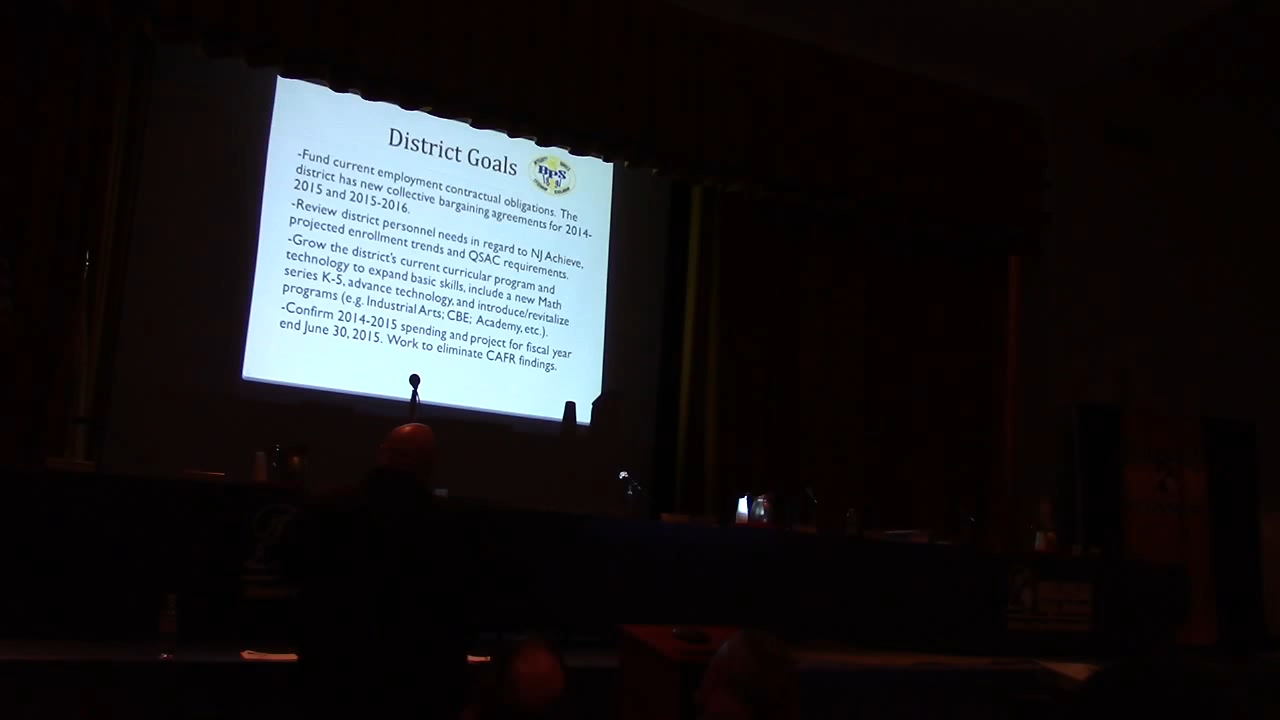 District Goals
BPS
-Fund current employment contractual obligations. The
district has new collective bargaining agreements for 2014-
2015 and 2015-2016.
-Review district personnel needs in regard to NJ Achieve,
projected enrollment trends and QSAC requirements.
-Grow the district's current curricular program and
technology to expand basic skills, include a new Math
series K-5, advance technology, and introduce/revitalize
programs (e.g. Industrial Arts; CBE; Academy, etc.).
-Confirm 2014-2015 spending and project for fiscal year
end June 30, 2015. Work to eliminate CAFR findings.